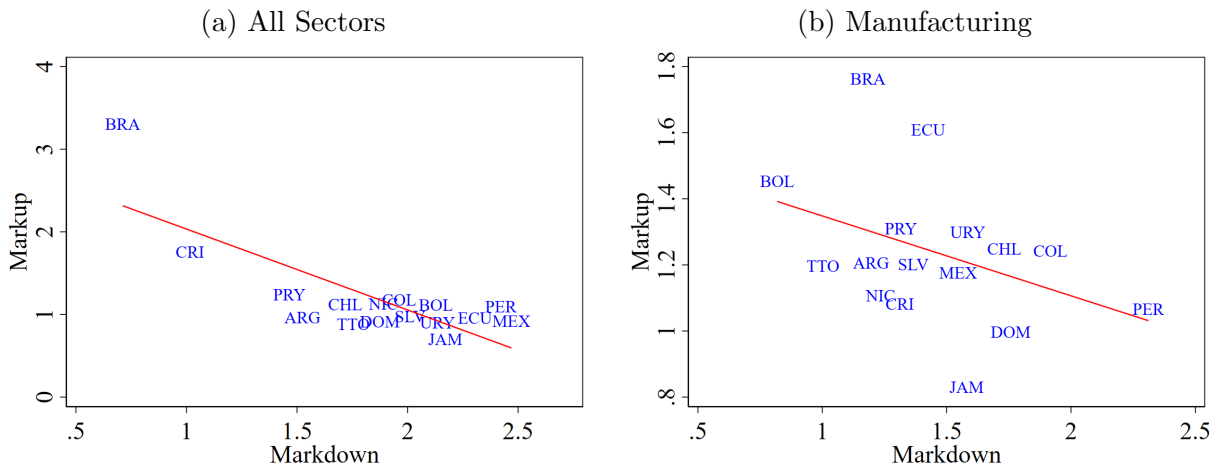 (a) All Sectors
4
3
2
1
0
Markup
BRA
CRI
PRY
ARG
CHL
TTO
NIC
DOM
COL
SLV
BOL
URY
JAM
ECU
PER
MEX
.5
1
1.5
2
2.5
Markdown
(b) Manufacturing
1.8
1.6
1.4
1.2
1
.8
Markup
BRA
ECU
BOL
PRY
URY
CHL
COL
TTO
ARG
SLV
MEX
NIC
CRI
PER
DOM
JAM
.5
1
1.5
2
2.5
Markdown